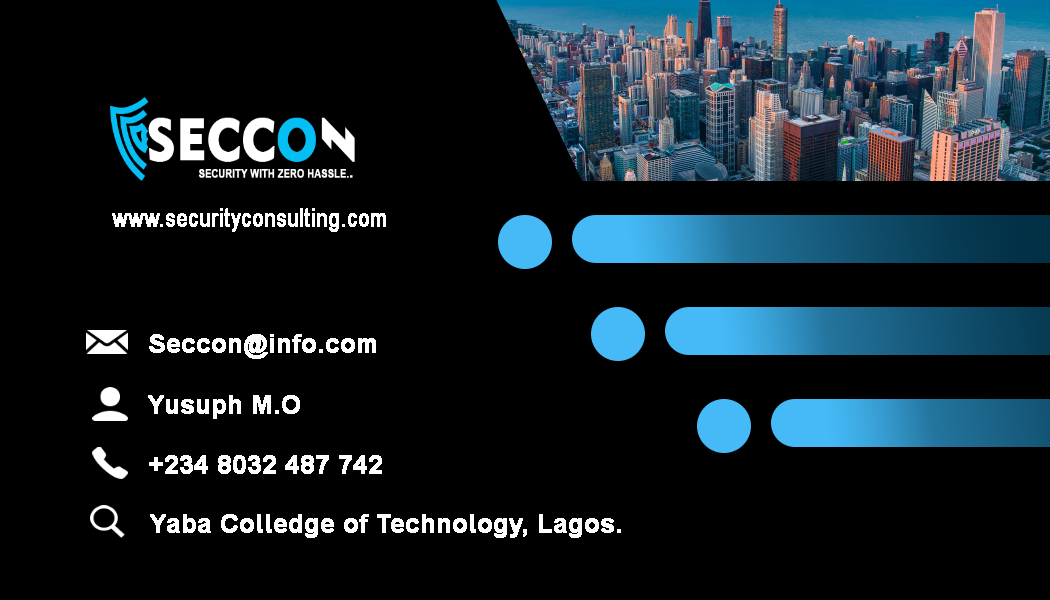 SECCON
SECURITY WITH ZERO HASSLE..
www.securityconsulting.com
Seccon@info.com
Yusuph M.O
+234 8032 487 742
Yaba Colledge of Technology, Lagos.